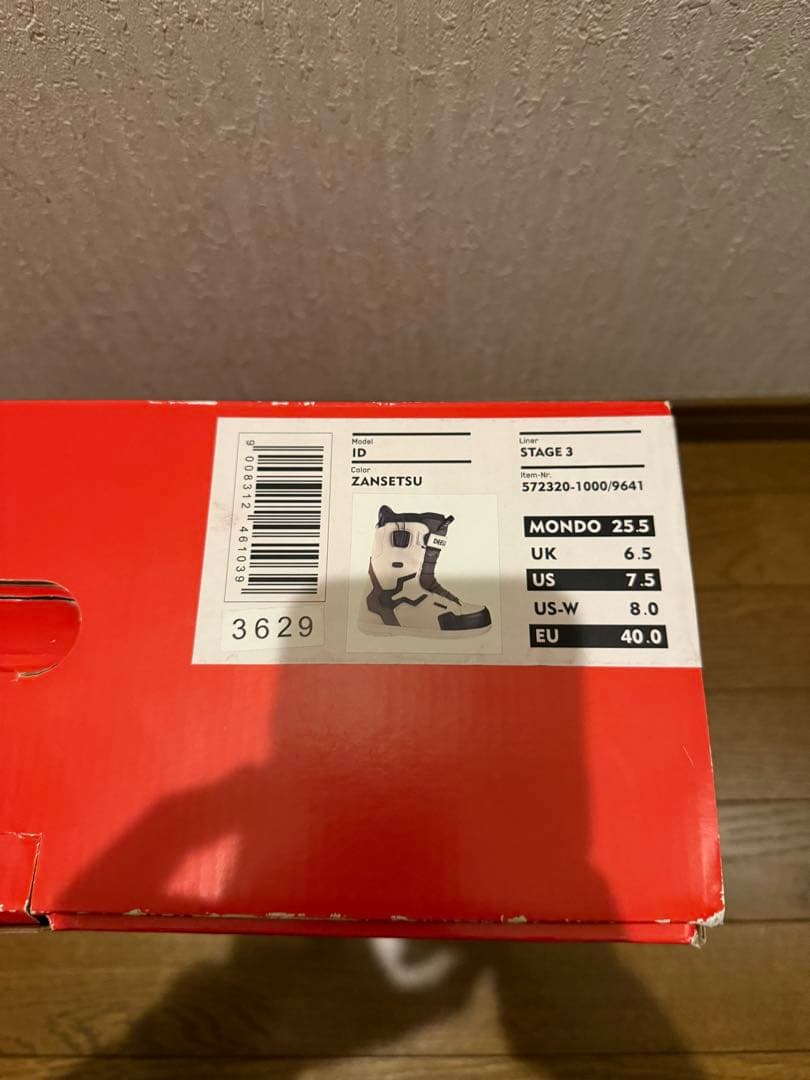 9 008312 461039
3629
Model
ID
Color
ZANSETSU
Liner
STAGE 3
Item-Nr.
572320-1000/9641
MONDO 25.5
UK 6.5
US 7.5
US-W 8.0
EU 40.0